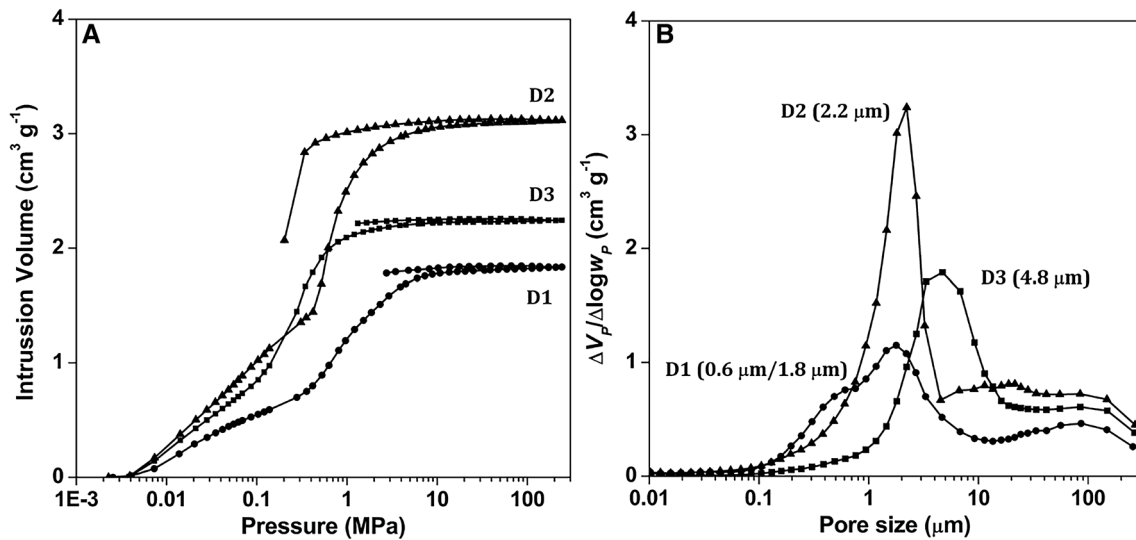 A
Intrussion Volume (cm³ g⁻¹)
4
3
2
1
0
D2
D3
D1
1E-3
0.01
0.1
1
10
100
Pressure (MPa)
B
ΔV_P/Δlogw_P (cm³ g⁻¹)
4
3
2
1
0
D2 (2.2 μm)
D3 (4.8 μm)
D1 (0.6 μm/1.8 μm)
0.01
0.1
1
10
100
Pore size (μm)